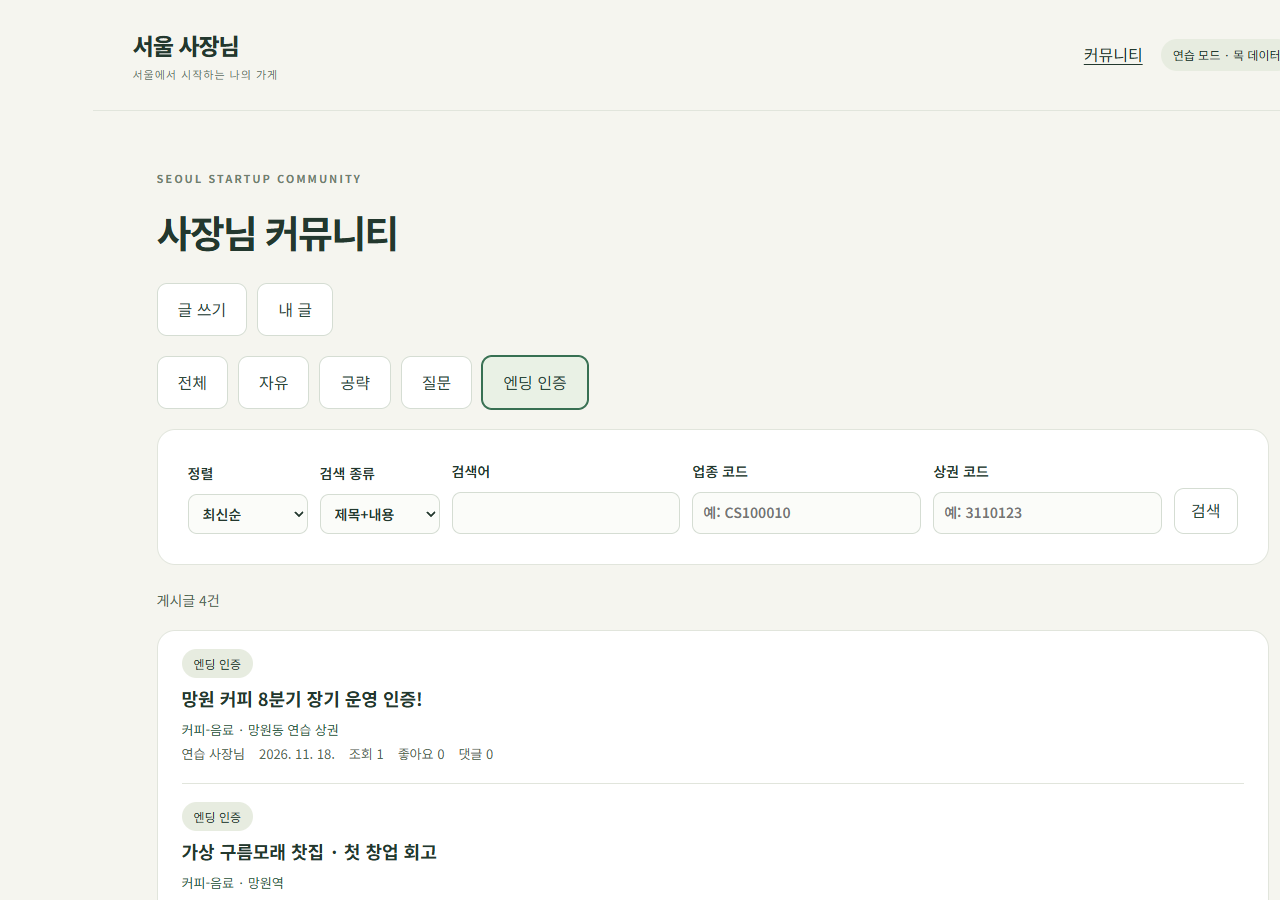 서울 사장님
서울에서 시작하는 나의 가게
커뮤니티
연습 모드 · 목 데이터
SEOUL STARTUP COMMUNITY
사장님 커뮤니티
글 쓰기
내 글
전체
자유
공략
질문
엔딩 인증
정렬
검색 종류
검색어
업종 코드
상권 코드
최신순
제목+내용
예: CS100010
예: 3110123
검색
게시글 4건
엔딩 인증
망원 커피 8분기 장기 운영 인증!
커피-음료 · 망원동 연습 상권
연습 사장님 2026. 11. 18. 조회 1 좋아요 0 댓글 0
엔딩 인증
가상 구름모래 찻집 · 첫 창업 회고
커피-음료 · 망원역